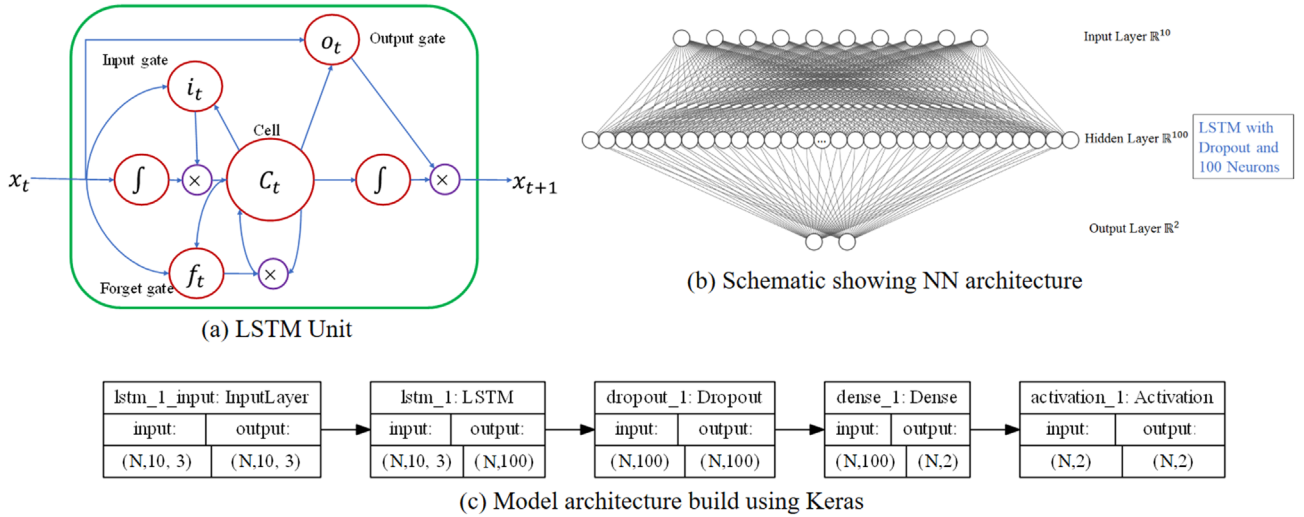 Output gate
o_t
Input gate
i_t
Cell
x_t
∫
×
C_t
∫
×
x_{t+1}
Forget gate
f_t
×
(a) LSTM Unit
Input Layer ℝ¹⁰
...
Hidden Layer ℝ¹⁰⁰
LSTM with
Dropout and
100 Neurons
Output Layer ℝ²
(b) Schematic showing NN architecture
lstm_1_input: InputLayer
input: output:
(N,10, 3) (N,10, 3)
lstm_1: LSTM
input: output:
(N,10, 3) (N,100)
dropout_1: Dropout
input: output:
(N,100) (N,100)
dense_1: Dense
input: output:
(N,100) (N,2)
activation_1: Activation
input: output:
(N,2) (N,2)
(c) Model architecture build using Keras